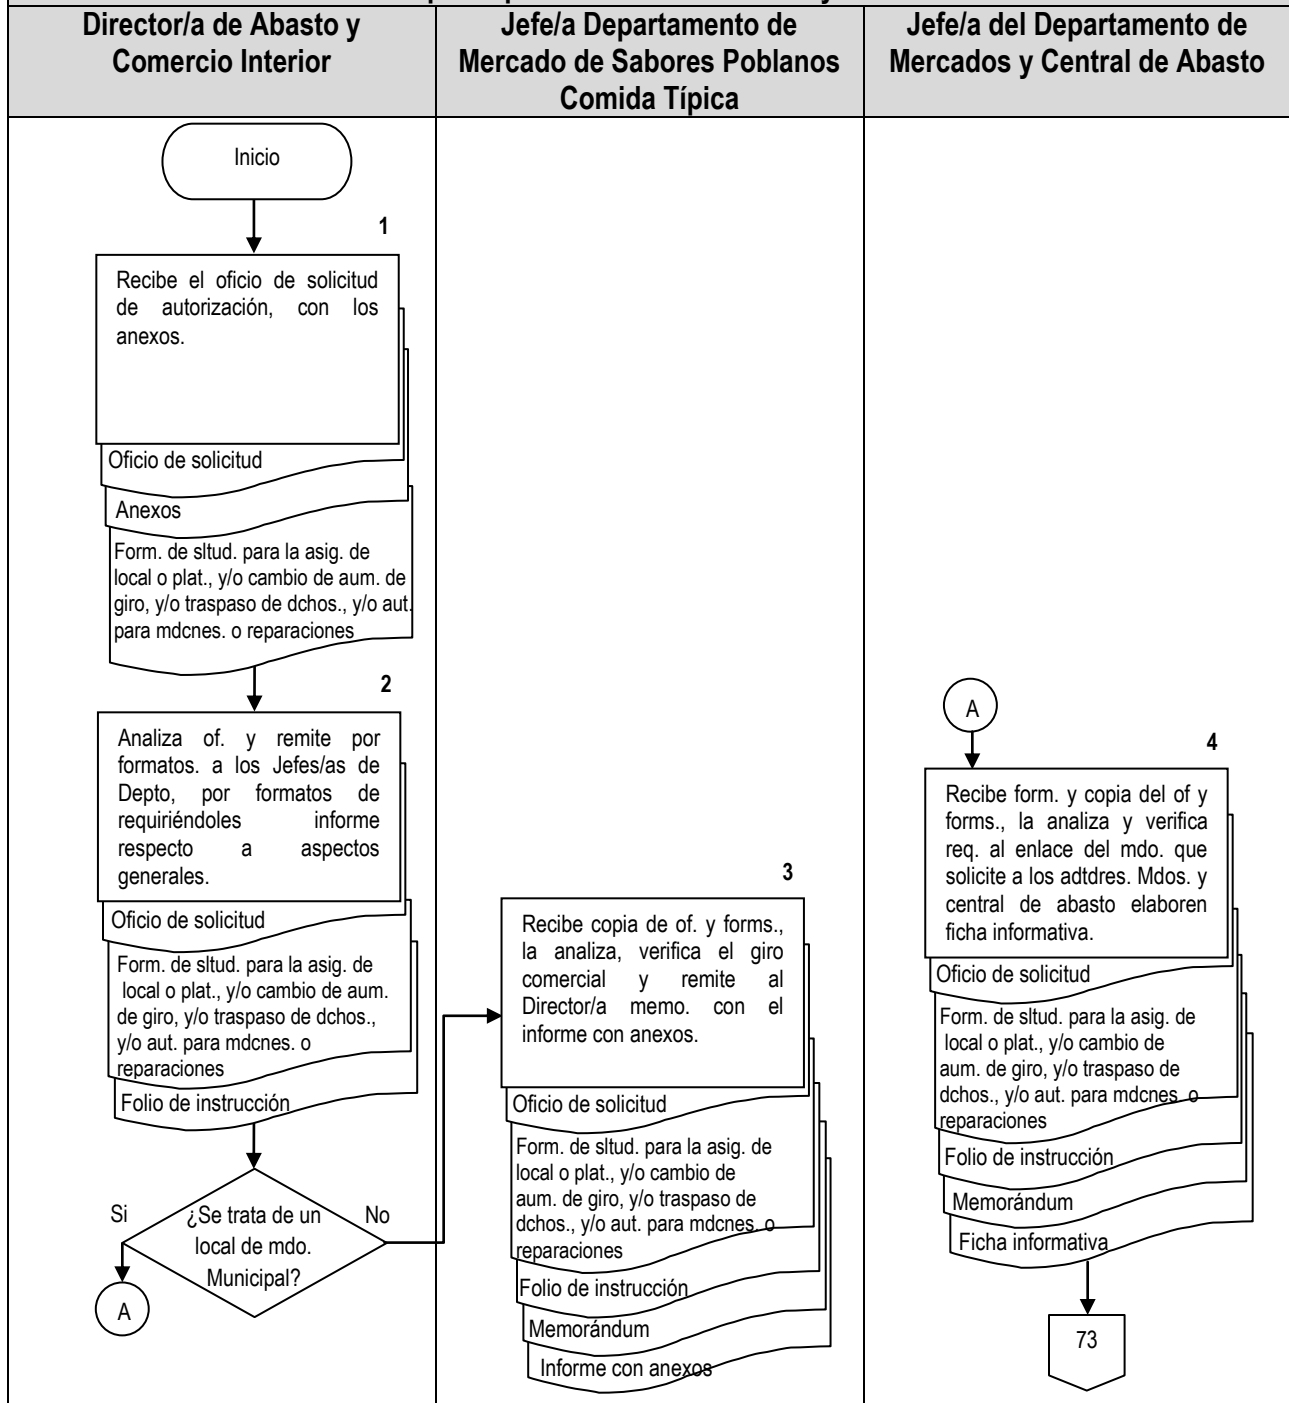 Director/a de Abasto y
Comercio Interior
Jefe/a Departamento de
Mercado de Sabores Poblanos
Comida Típica
Jefe/a del Departamento de
Mercados y Central de Abasto
Inicio
1
Recibe el oficio de solicitud
de autorización, con los
anexos.
Oficio de solicitud
Anexos
Form. de sltud. para la asig. de
local o plat., y/o cambio de aum. de
giro, y/o traspaso de dchos., y/o aut.
para mdcnes. o reparaciones
2
Analiza of. y remite por
formatos. a los Jefes/as de
Depto, por formatos de
requiriéndoles informe
respecto a aspectos
generales.
Oficio de solicitud
Form. de sltud. para la asig. de
local o plat., y/o cambio de aum.
de giro, y/o traspaso de dchos.,
y/o aut. para mdcnes. o
reparaciones
Folio de instrucción
Si
¿Se trata de un
local de mdo.
Municipal?
No
A
3
Recibe copia de of. y forms.,
la analiza, verifica el giro
comercial y remite al
Director/a memo. con el
informe con anexos.
Oficio de solicitud
Form. de sltud. para la asig. de
local o plat., y/o cambio de
aum. de giro, y/o traspaso de
dchos., y/o aut. para mdcnes. o
reparaciones
Folio de instrucción
Memorándum
Informe con anexos
A
4
Recibe form. y copia del of y
forms., la analiza y verifica
req. al enlace del mdo. que
solicite a los adtdres. Mdos. y
central de abasto elaboren
ficha informativa.
Oficio de solicitud
Form. de sltud. para la asig. de
local o plat., y/o cambio de
aum. de giro, y/o traspaso de
dchos., y/o aut. para mdcnes. o
reparaciones
Folio de instrucción
Memorándum
Ficha informativa
73